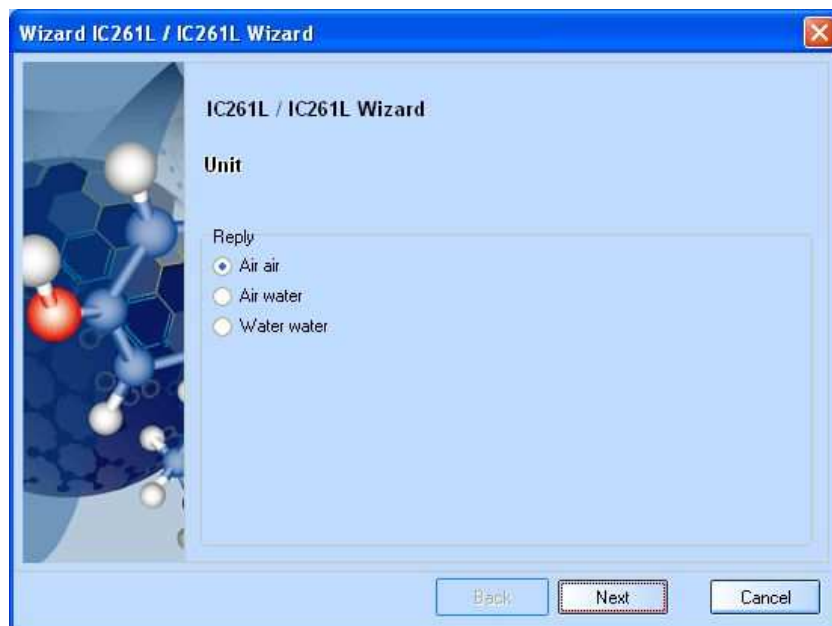 Wizard IC261L / IC261L Wizard
IC261L / IC261L Wizard
Unit
Reply
Air air
Air water
Water water
Back
Next
Cancel